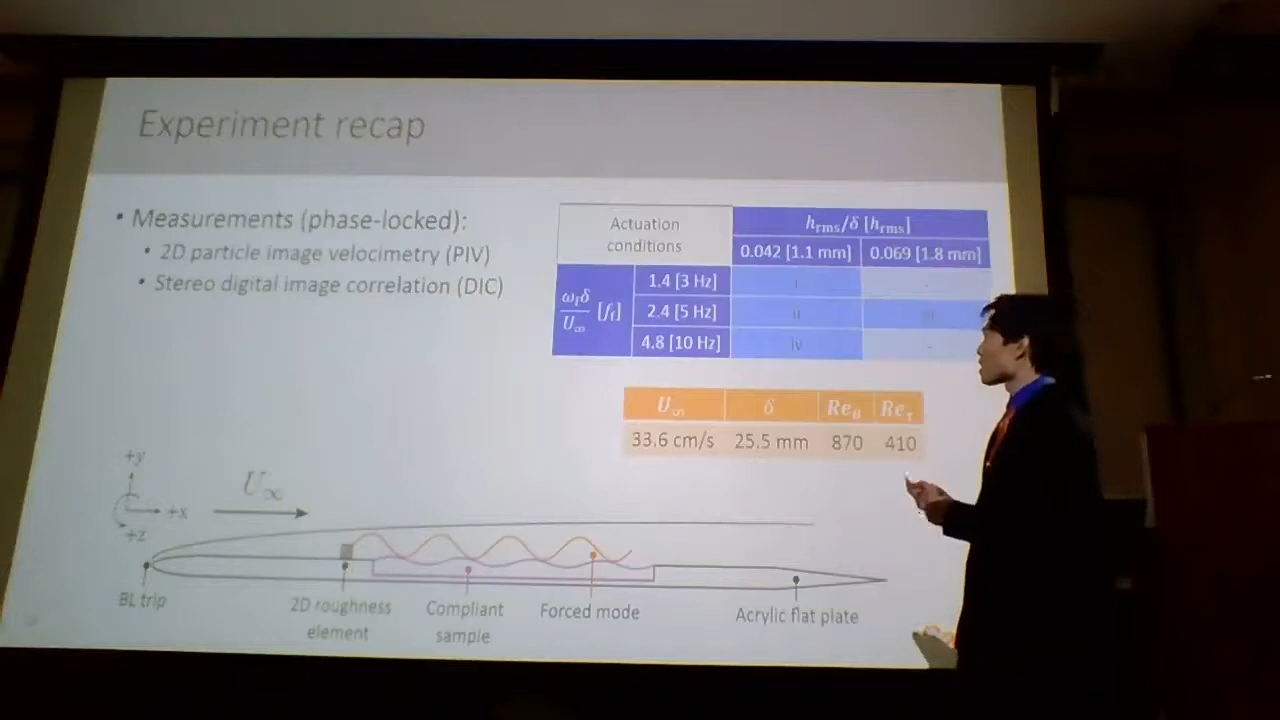 Experiment recap
• Measurements (phase-locked):
• 2D particle image velocimetry (PIV)
• Stereo digital image correlation (DIC)
Actuation conditions
h_rms/δ [h_rms]
0.042 [1.1 mm] 0.069 [1.8 mm]
ω_f δ / U_∞ [f_f]
1.4 [3 Hz] i -
2.4 [5 Hz] ii iii
4.8 [10 Hz] iv -
U_∞ δ Re_θ Re_τ
33.6 cm/s 25.5 mm 870 410
+y
+x
+z
U_∞
BL trip
2D roughness
element
Compliant
sample
Forced mode
Acrylic flat plate